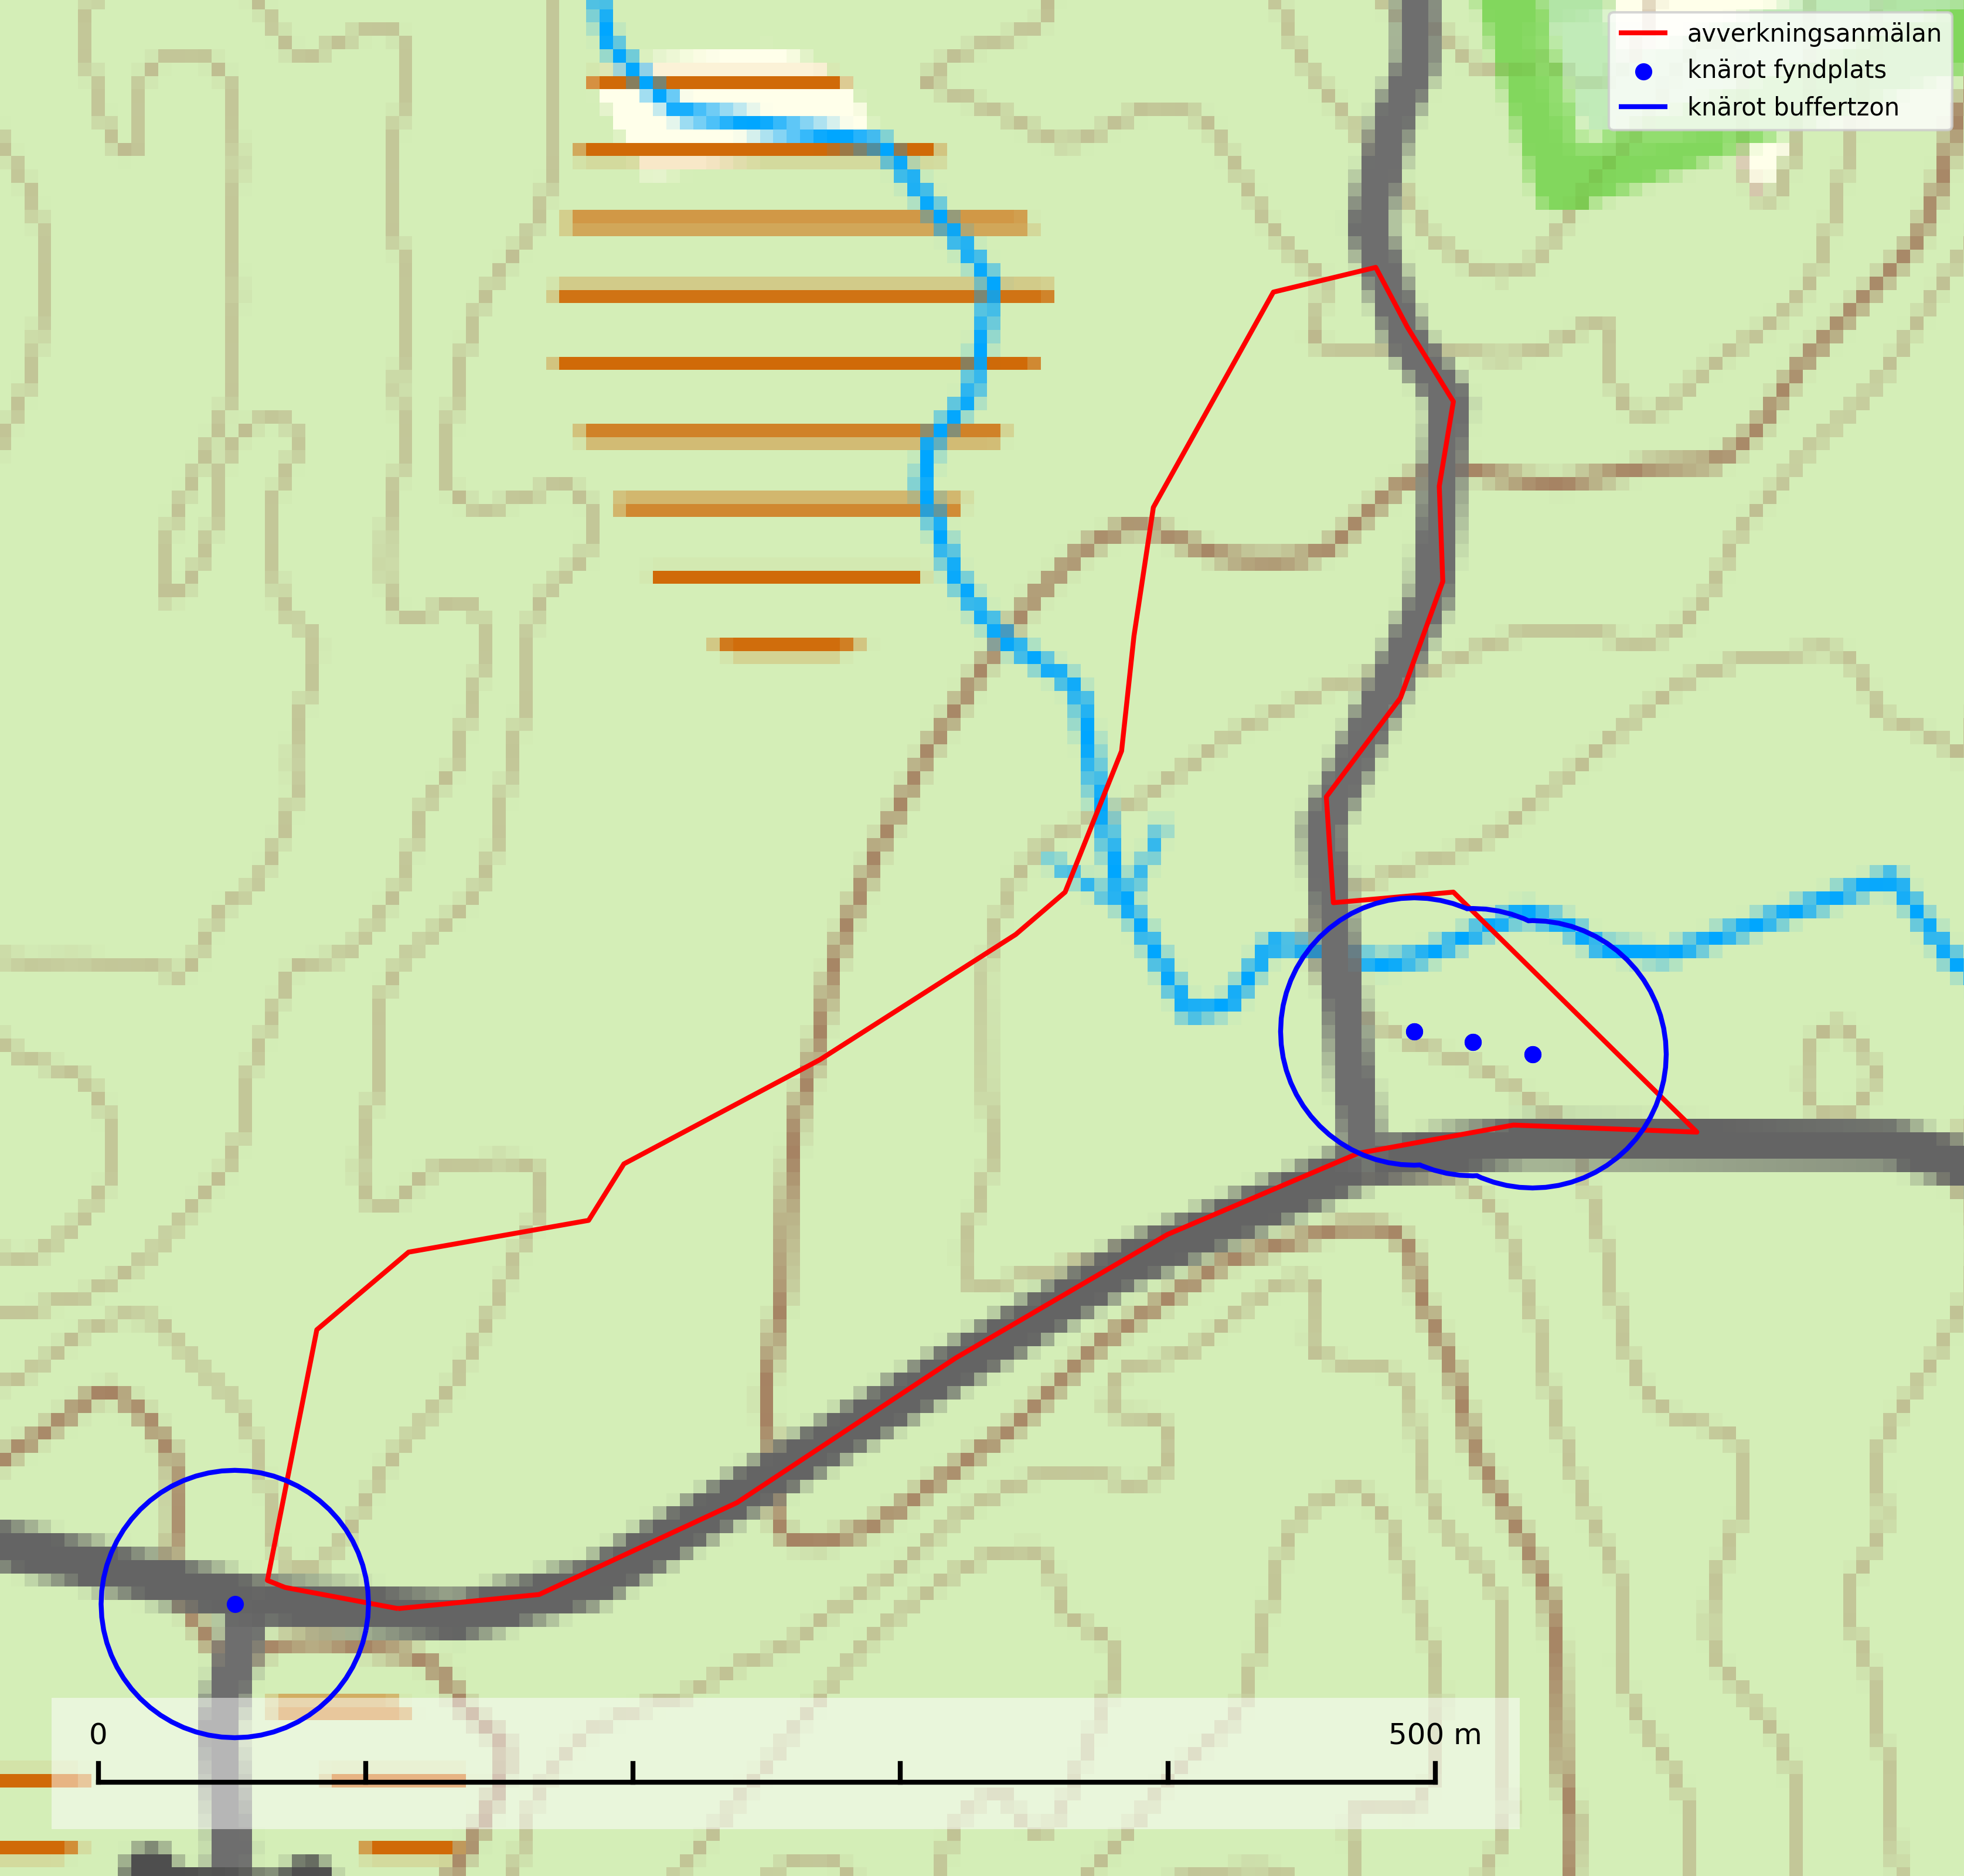 avverkningsanmälan
knärot fyndplats
knärot buffertzon
0
500 m